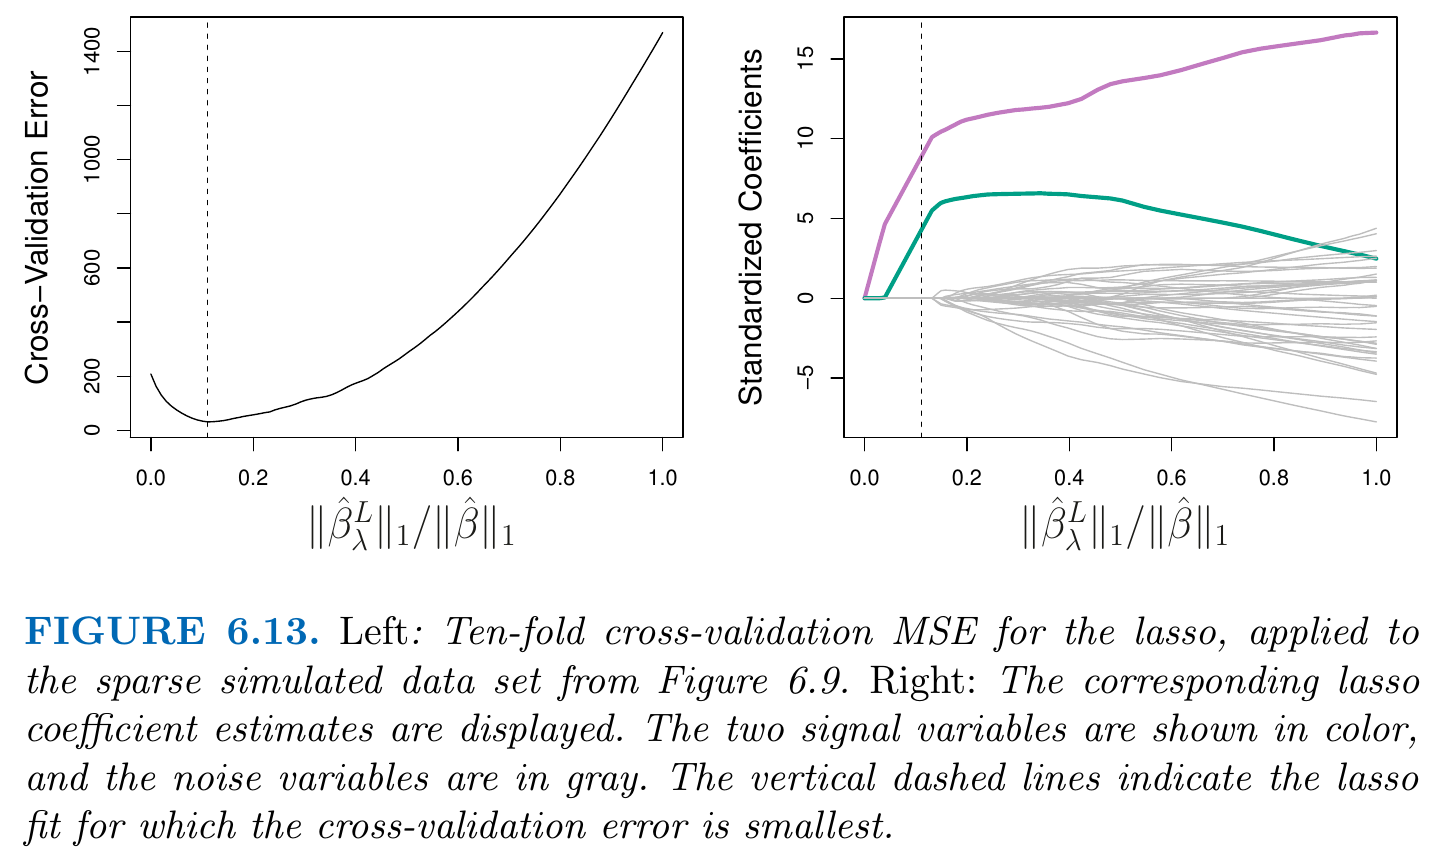 Cross−Validation Error
0 200 600 1000 1400
0.0 0.2 0.4 0.6 0.8 1.0
‖β̂ᴸ_λ‖₁/‖β̂‖₁
Standardized Coefficients
−5 0 5 10 15
0.0 0.2 0.4 0.6 0.8 1.0
‖β̂ᴸ_λ‖₁/‖β̂‖₁
FIGURE 6.13. Left: Ten-fold cross-validation MSE for the lasso, applied to
the sparse simulated data set from Figure 6.9. Right: The corresponding lasso
coefficient estimates are displayed. The two signal variables are shown in color,
and the noise variables are in gray. The vertical dashed lines indicate the lasso
fit for which the cross-validation error is smallest.